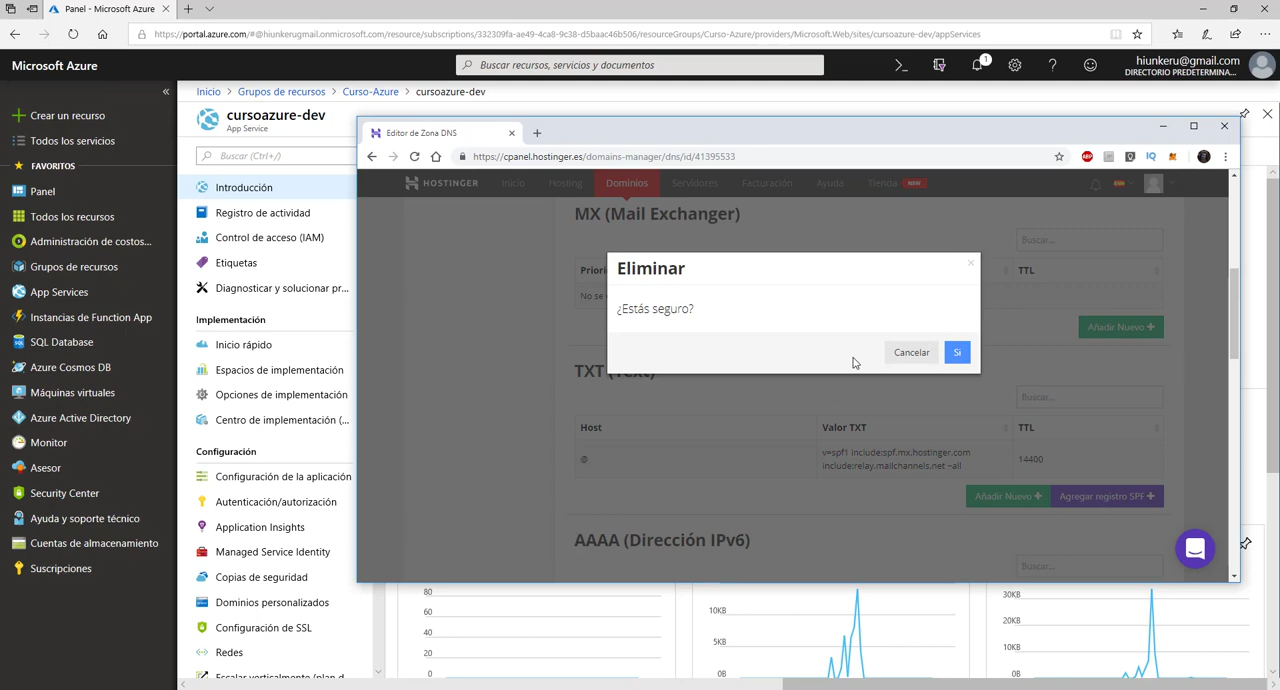 Panel - Microsoft Azure
https://portal.azure.com/#@hiunkerugmail.onmicrosoft.com/resource/subscriptions/332309fa-ae49-4ca8-9c38-d5baac46b506/resourceGroups/Curso-Azure/providers/Microsoft.Web/sites/cursoazure-dev/appServices
Microsoft Azure
Buscar recursos, servicios y documentos
1
hiunkeru@gmail.com
DIRECTORIO PREDETERMINA...
Crear un recurso
Todos los servicios
FAVORITOS
Panel
Todos los recursos
Administración de costos...
Grupos de recursos
App Services
Instancias de Function App
SQL Database
Azure Cosmos DB
Máquinas virtuales
Azure Active Directory
Monitor
Asesor
Security Center
Ayuda y soporte técnico
Cuentas de almacenamiento
Suscripciones
Inicio > Grupos de recursos > Curso-Azure > cursoazure-dev
cursoazure-dev
App Service
Buscar (Ctrl+/)
Introducción
Registro de actividad
Control de acceso (IAM)
Etiquetas
Diagnosticar y solucionar pr...
Implementación
Inicio rápido
Espacios de implementación
Opciones de implementación
Centro de implementación (...
Configuración
Configuración de la aplicación
Autenticación/autorización
Application Insights
Managed Service Identity
Copias de seguridad
Dominios personalizados
Configuración de SSL
Redes
Escalar verticalmente (plan d...
Editor de Zona DNS
https://cpanel.hostinger.es/domains-manager/dns/id/41395533
ABP
IQ
HOSTINGER
Inicio
Hosting
Dominios
Servidores
Facturación
Ayuda
Tienda NEW
MX (Mail Exchanger)
Buscar...
TTL
Añadir Nuevo +
Eliminar
¿Estás seguro?
Cancelar
Si
TXT (Text)
Buscar...
Host
Valor TXT
TTL
@
v=spf1 include:spf.mx.hostinger.com
include:relay.mailchannels.net ~all
14400
Añadir Nuevo +
Agregar registro SPF +
AAAA (Dirección IPv6)
Buscar...
80
60
40
20
0
10KB
5KB
0B
30KB
20KB
10KB
0B